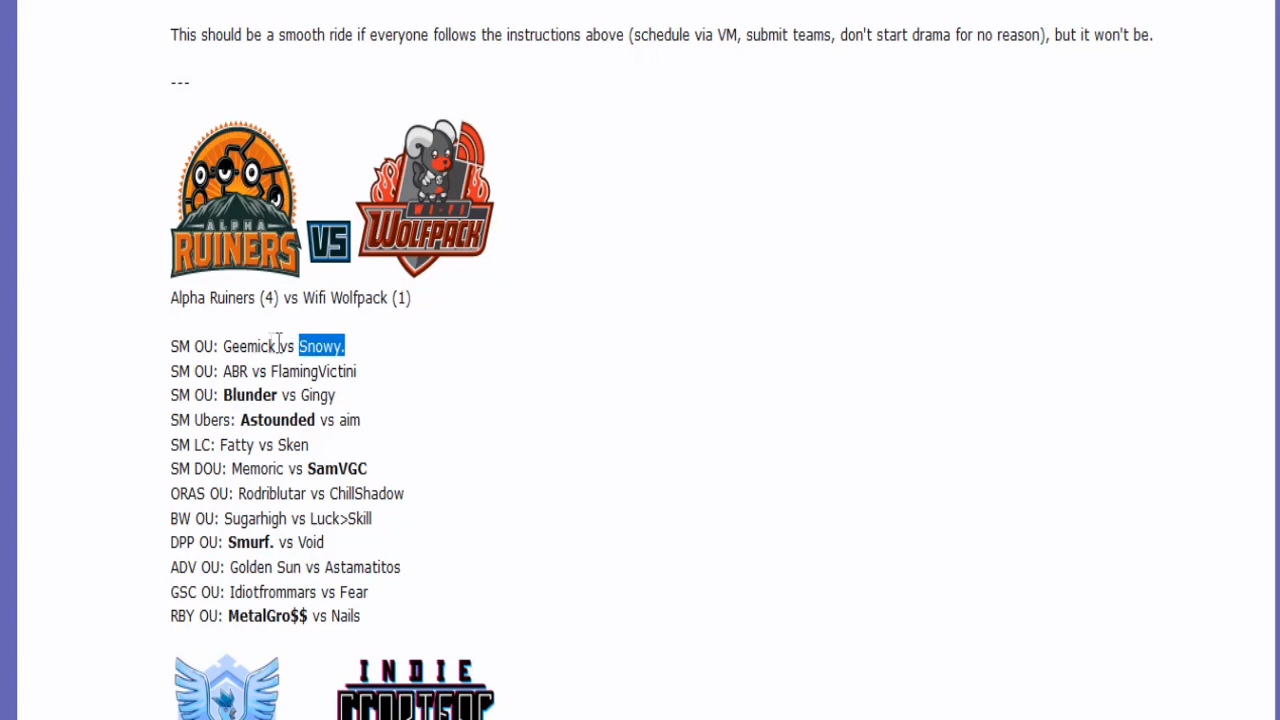 This should be a smooth ride if everyone follows the instructions above (schedule via VM, submit teams, don't start drama for no reason), but it won't be.
---
ALPHA
RUINERS
VS
WI-FI
WOLFPACK
Alpha Ruiners (4) vs Wifi Wolfpack (1)
SM OU: Geemick vs Snowy.
SM OU: ABR vs FlamingVictini
SM OU: Blunder vs Gingy
SM Ubers: Astounded vs aim
SM LC: Fatty vs Sken
SM DOU: Memoric vs SamVGC
ORAS OU: Rodriblutar vs ChillShadow
BW OU: Sugarhigh vs Luck>Skill
DPP OU: Smurf. vs Void
ADV OU: Golden Sun vs Astamatitos
GSC OU: Idiotfrommars vs Fear
RBY OU: MetalGro$$ vs Nails
INDIE